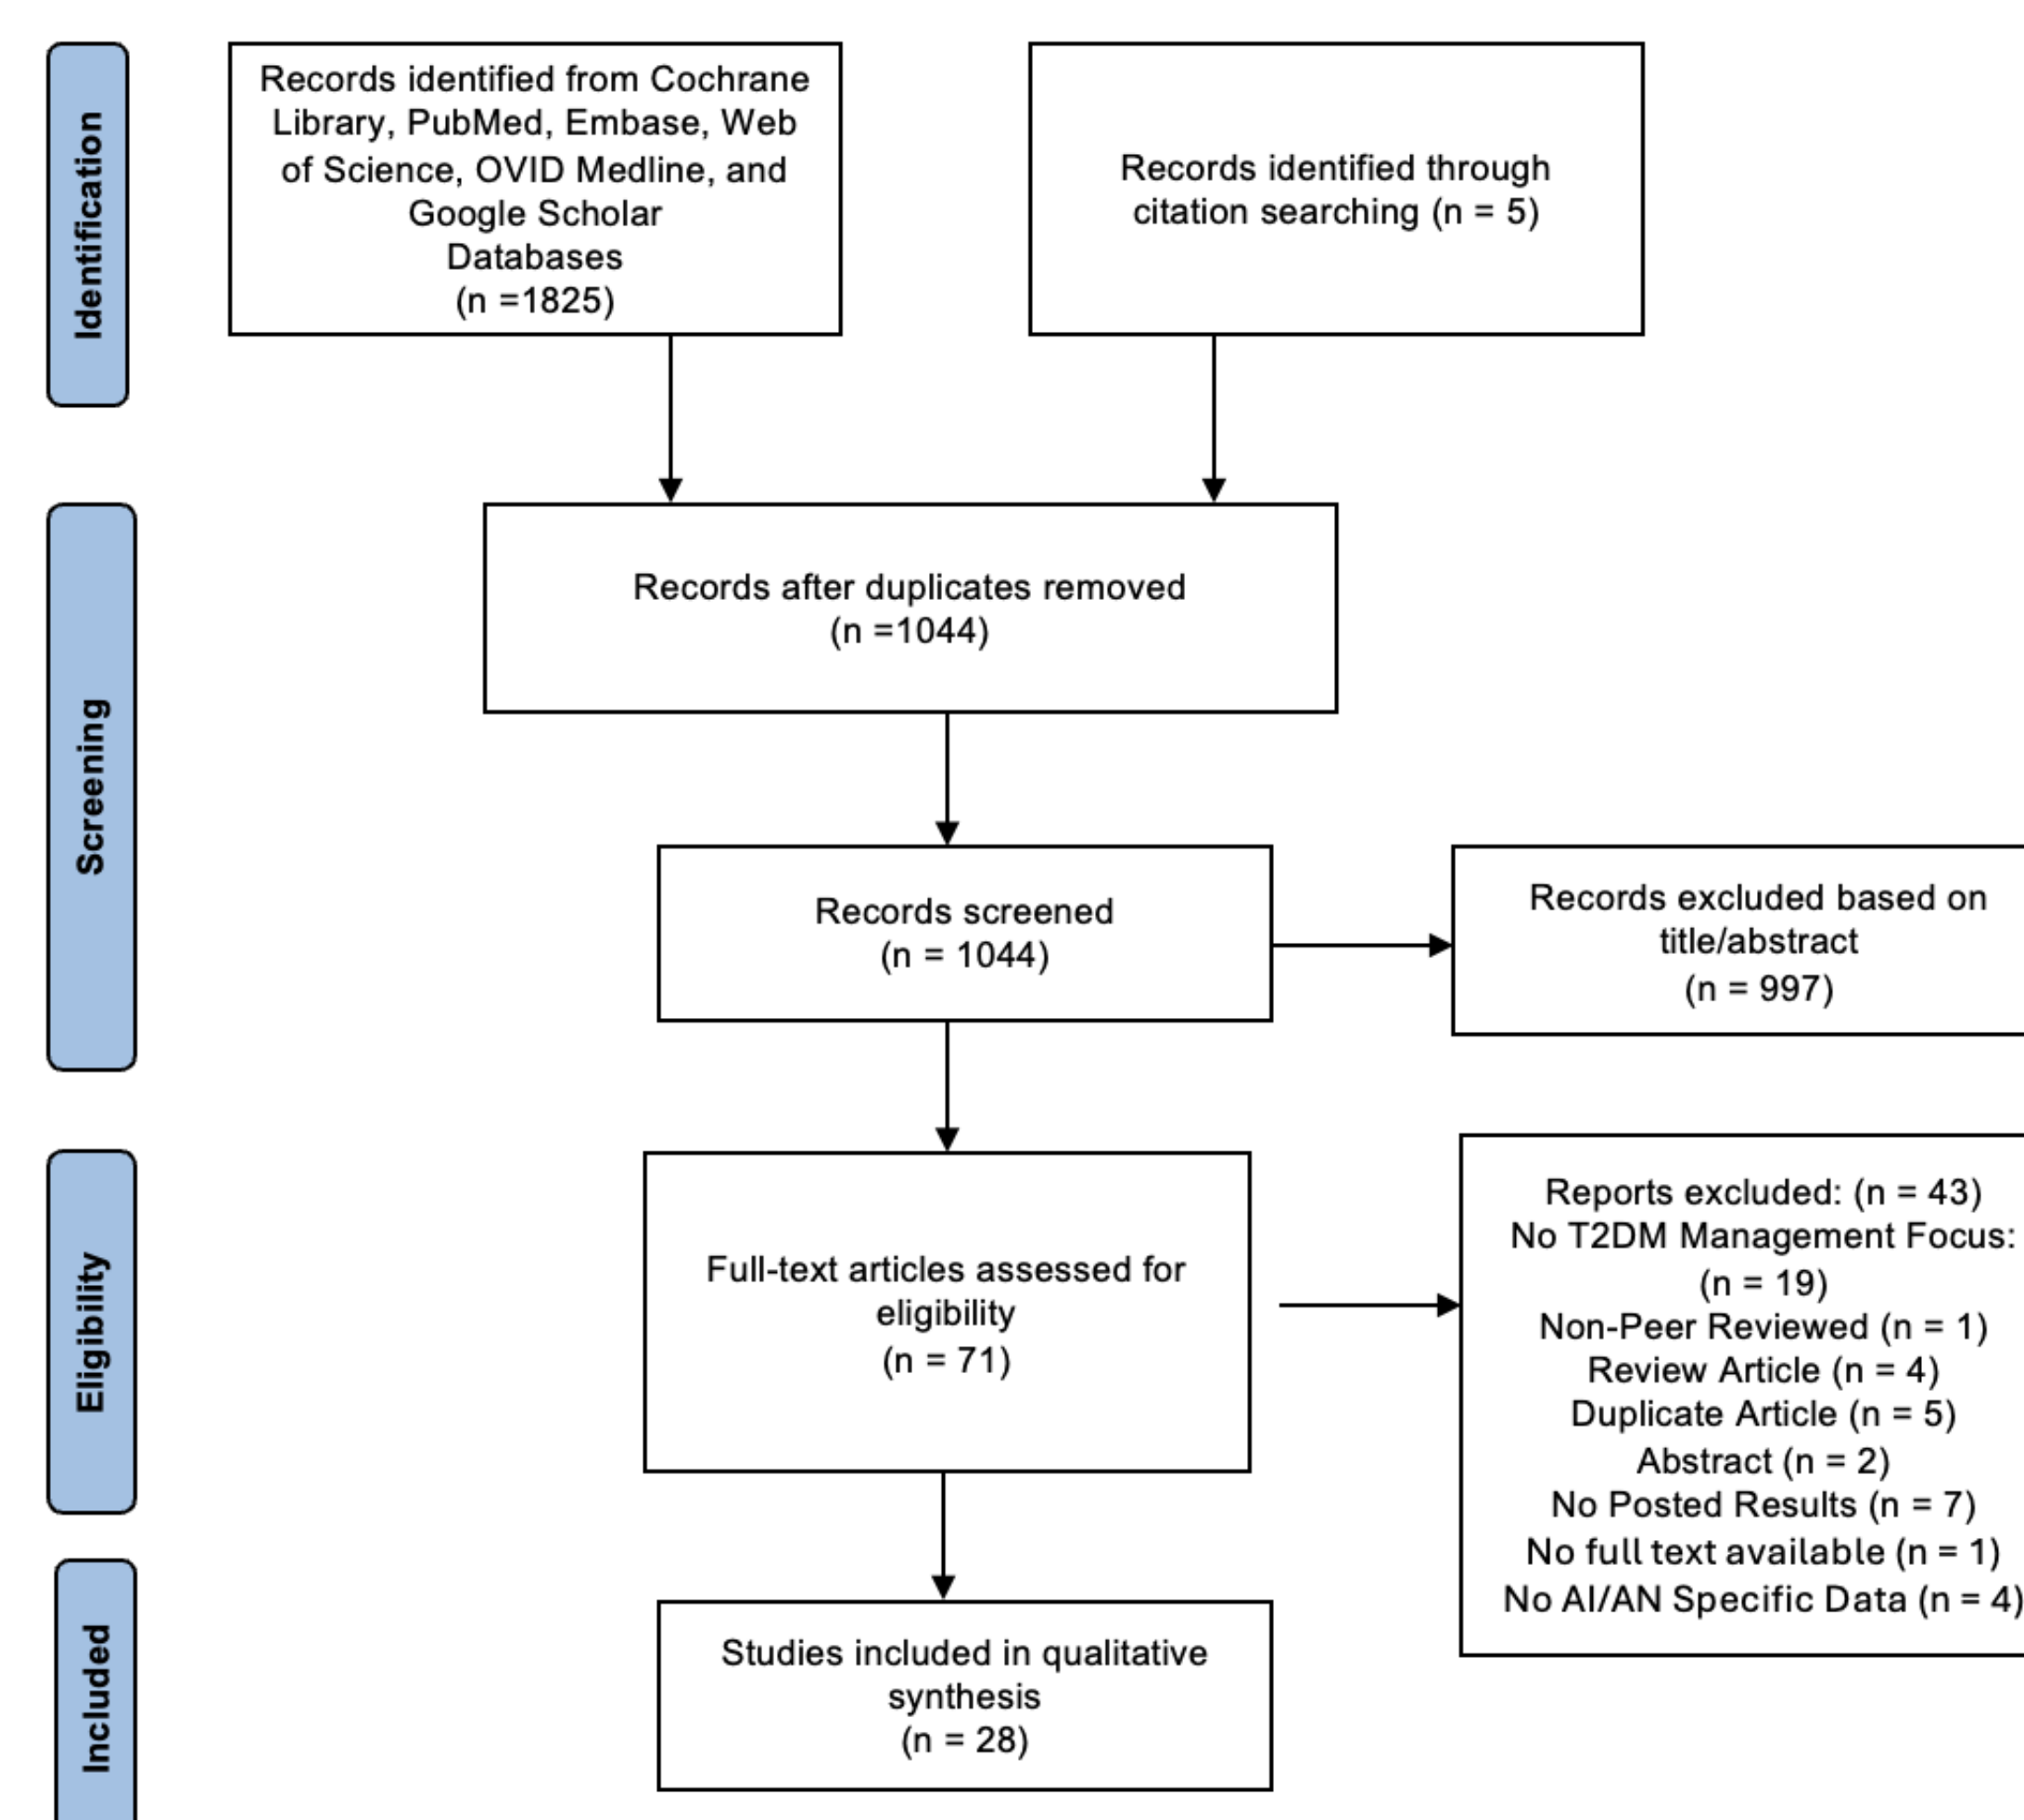 Identification
Records identified from Cochrane
Library, PubMed, Embase, Web
of Science, OVID Medline, and
Google Scholar
Databases
(n =1825)
Records identified through
citation searching (n = 5)
Screening
Records after duplicates removed
(n =1044)
Records screened
(n = 1044)
Records excluded based on
title/abstract
(n = 997)
Eligibility
Full-text articles assessed for
eligibility
(n = 71)
Reports excluded: (n = 43)
No T2DM Management Focus:
(n = 19)
Non-Peer Reviewed (n = 1)
Review Article (n = 4)
Duplicate Article (n = 5)
Abstract (n = 2)
No Posted Results (n = 7)
No full text available (n = 1)
No AI/AN Specific Data (n = 4)
Included
Studies included in qualitative
synthesis
(n = 28)